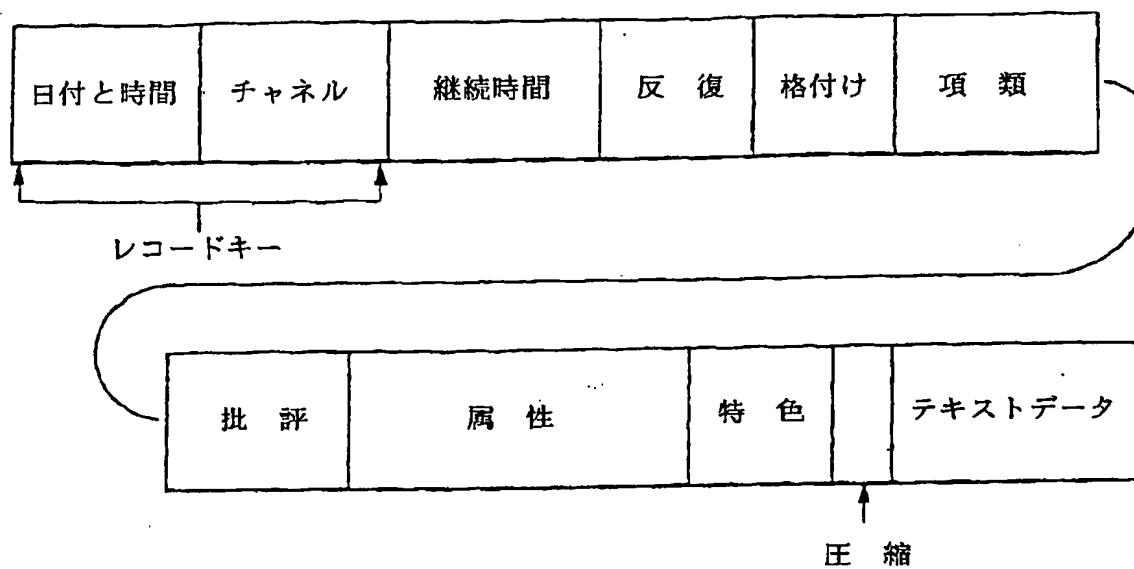 日付と時間 チャネル 継続時間 反復 格付け 項類
レコードキー
批評 属性 特色 テキストデータ
圧縮